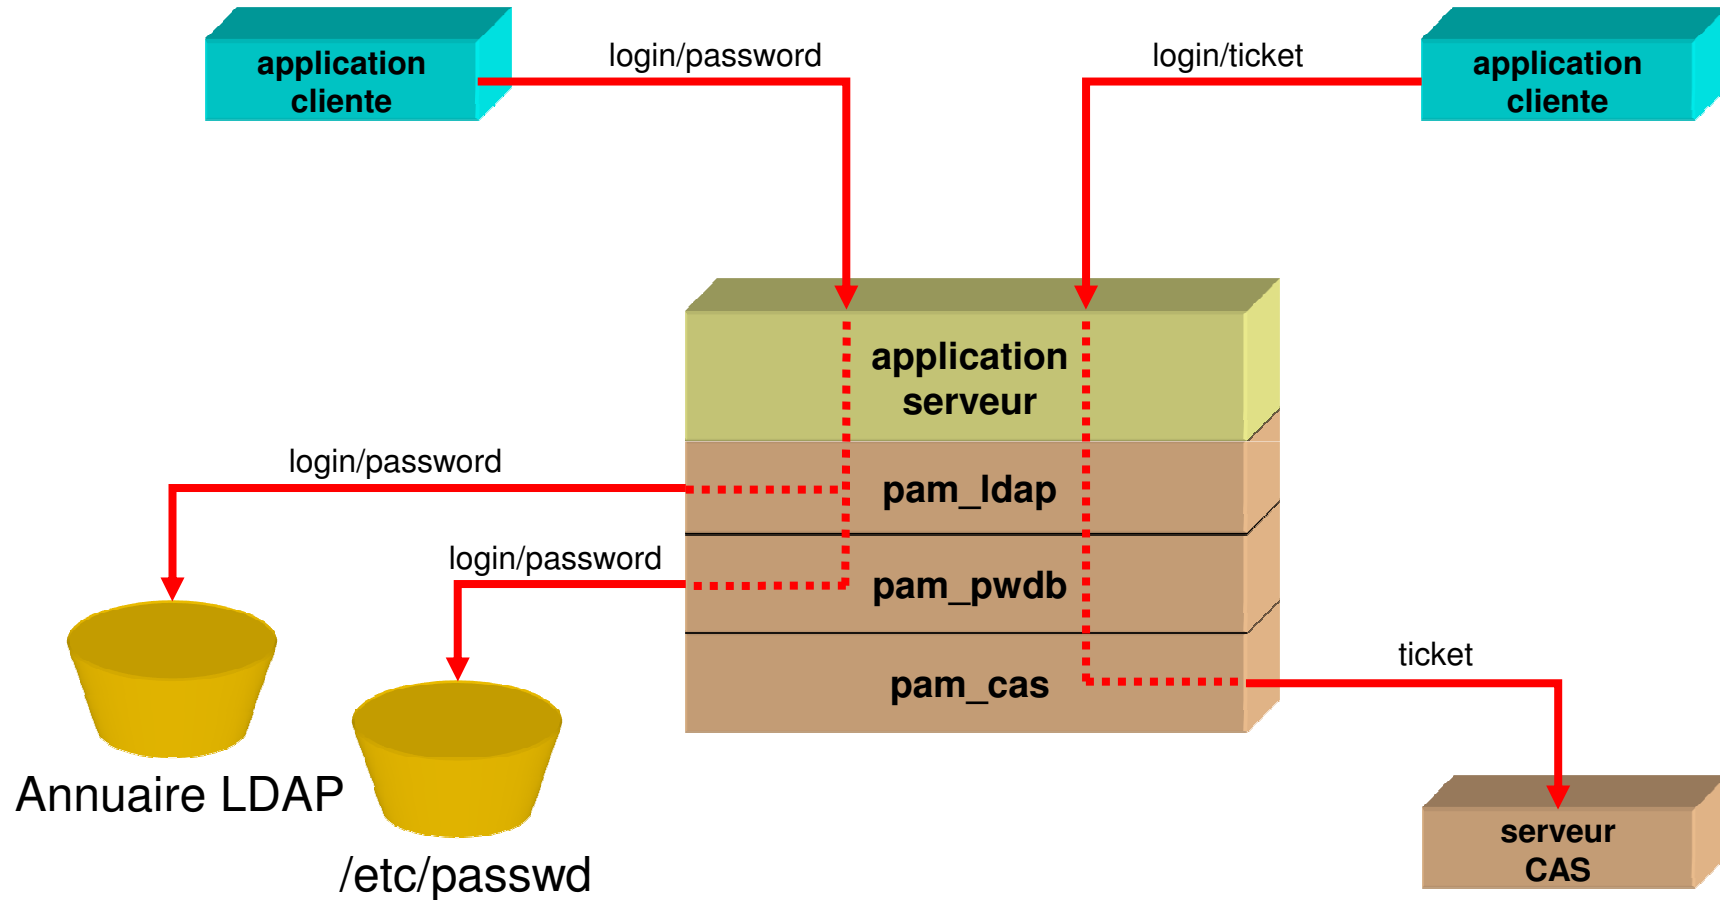 application
cliente
login/password
login/ticket
application
cliente
application
serveur
login/password
pam_ldap
login/password
pam_pwdb
pam_cas
ticket
Annuaire LDAP
/etc/passwd
serveur
CAS